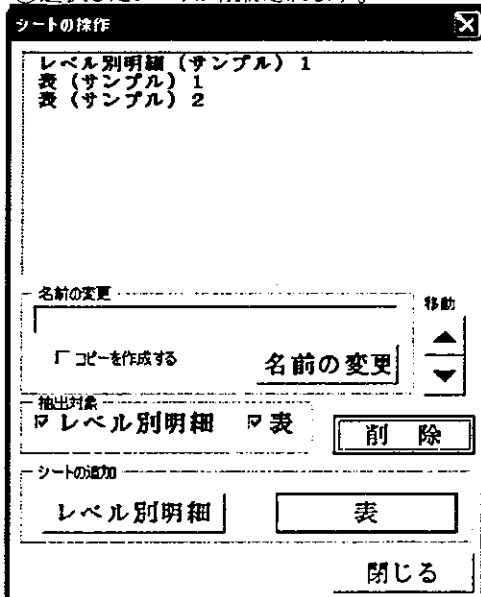 シートの操作
レベル別明細（サンプル）1
表（サンプル）1
表（サンプル）2
名前の変更
移動
コピーを作成する
名前の変更
抽出対象
レベル別明細 表
削 除
シートの追加
レベル別明細
表
閉じる